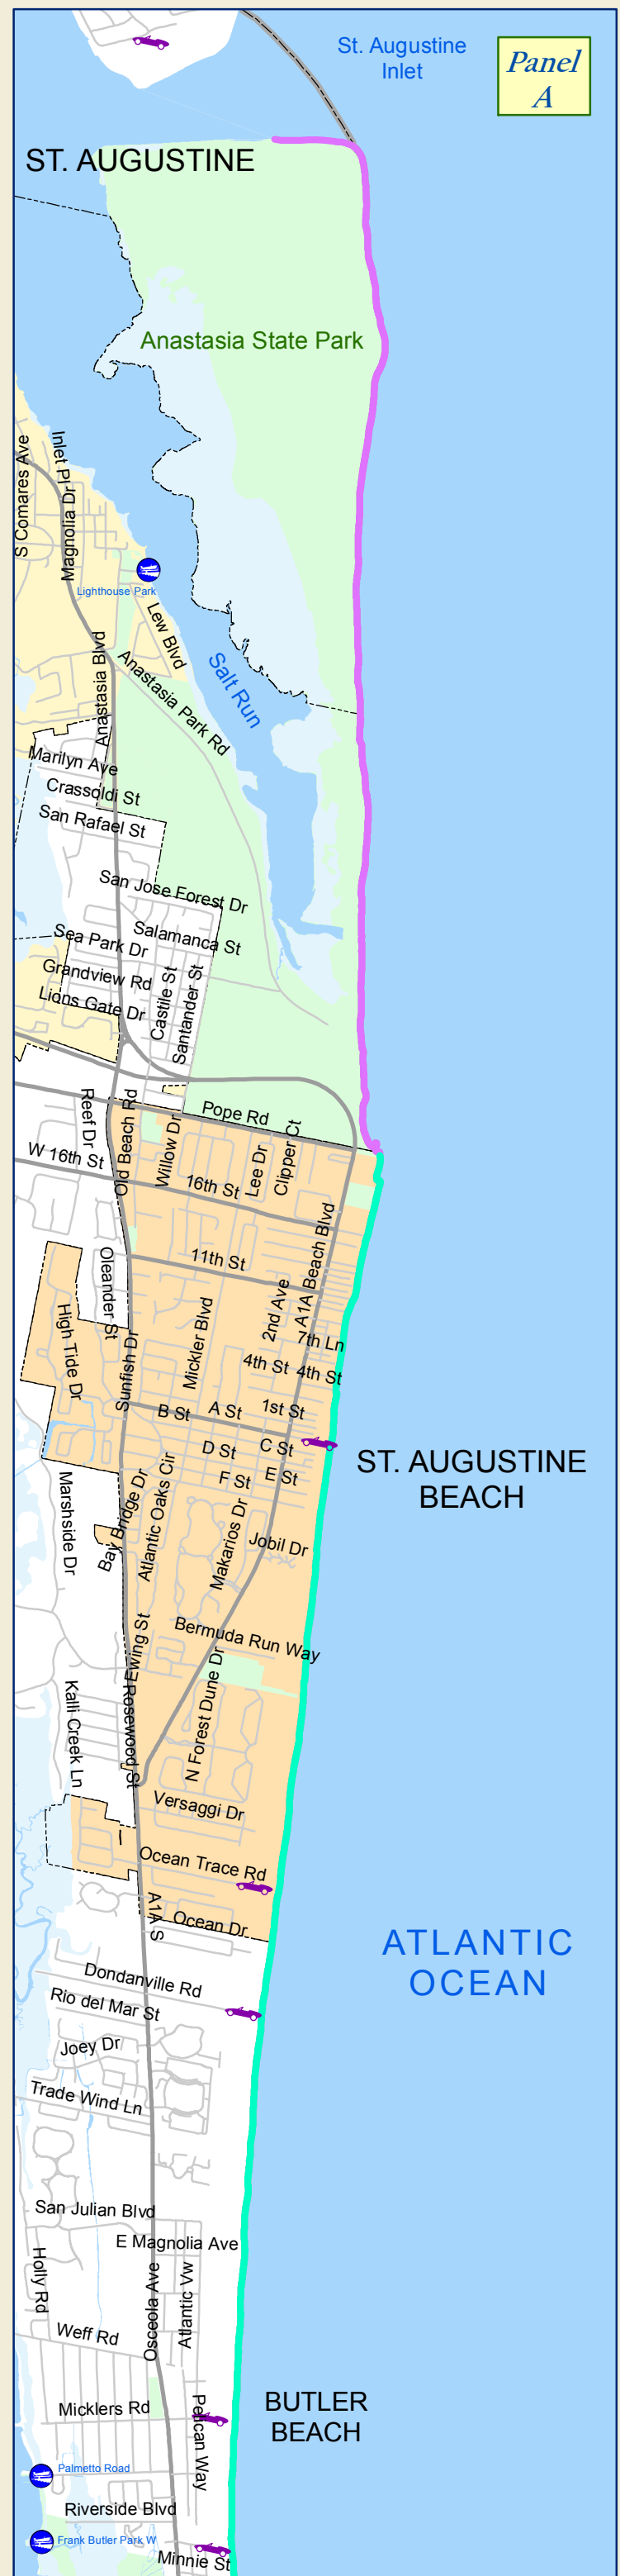 St. Augustine
Inlet
Panel
A
ST. AUGUSTINE
Anastasia State Park
S Comares Ave
Inlet Pl
Magnolia Dr
Lighthouse Park
Lew Blvd
Anastasia Blvd
Anastasia Park Rd
Salt Run
Marilyn Ave
Crassoldi St
San Rafael St
San Jose Forest Dr
Sea Park Dr
Salamanca St
Grandview Rd
Lions Gate Dr
Castile St
Santander St
Reef Dr
Old Beach Rd
Pope Rd
Willow Dr
Lee Dr
Clipper Ct
W 16th St
16th St
11th St
Oleander St
2nd Ave
A1A Beach Blvd
High Tide Dr
Sunfish Dr
Mickler Blvd
7th Ln
4th St
4th St
B St
A St
1st St
D St
C St
ST. AUGUSTINE
BEACH
F St
E St
Marshside Dr
Bay Bridge Dr
Atlantic Oaks Cir
Makarios Dr
Jobil Dr
Bermuda Run Way
Ewing St
Kalli Creek Ln
Rosewood St
N Forest Dune Dr
Versaggi Dr
Ocean Trace Rd
A1A S
Ocean Dr
ATLANTIC
OCEAN
Dondanville Rd
Rio del Mar St
Joey Dr
Trade Wind Ln
San Julian Blvd
E Magnolia Ave
Holly Rd
Osceola Ave
Atlantic Vw
Weff Rd
Micklers Rd
Pelican Way
BUTLER
BEACH
Palmetto Road
Riverside Blvd
Frank Butler Park W
Minnie St